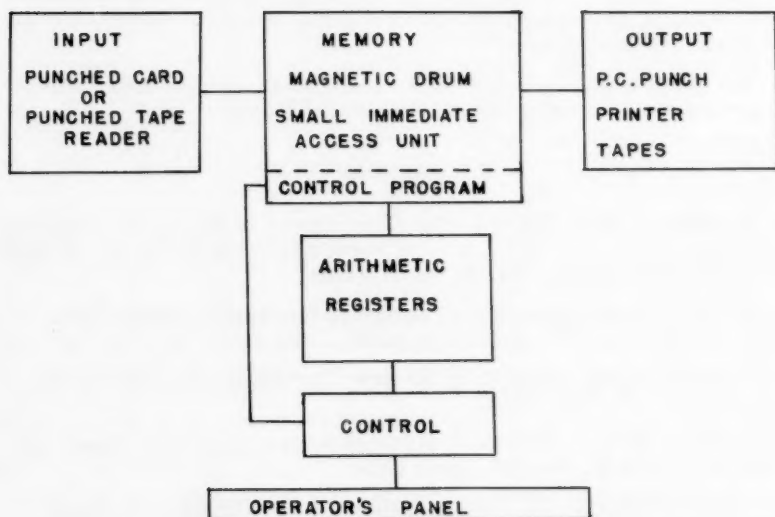 INPUT
PUNCHED CARD
OR
PUNCHED TAPE
READER
MEMORY
MAGNETIC DRUM
SMALL IMMEDIATE
ACCESS UNIT
CONTROL PROGRAM
OUTPUT
P.C. PUNCH
PRINTER
TAPES
ARITHMETIC
REGISTERS
CONTROL
OPERATOR'S PANEL